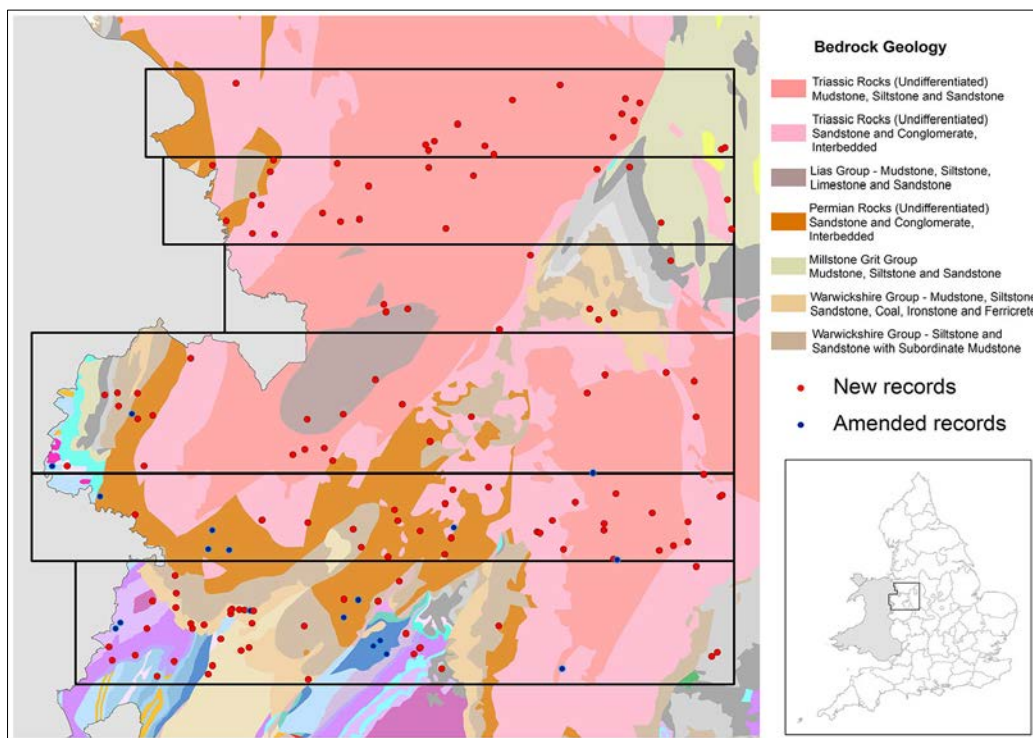 Bedrock Geology
Triassic Rocks (Undifferentiated)
Mudstone, Siltstone and Sandstone
Triassic Rocks (Undifferentiated)
Sandstone and Conglomerate,
Interbedded
Lias Group - Mudstone, Siltstone,
Limestone and Sandstone
Permian Rocks (Undifferentiated)
Sandstone and Conglomerate,
Interbedded
Millstone Grit Group
Mudstone, Siltstone and Sandstone
Warwickshire Group - Mudstone, Siltstone
Sandstone, Coal, Ironstone and Ferricrete
Warwickshire Group - Siltstone and
Sandstone with Subordinate Mudstone
New records
Amended records